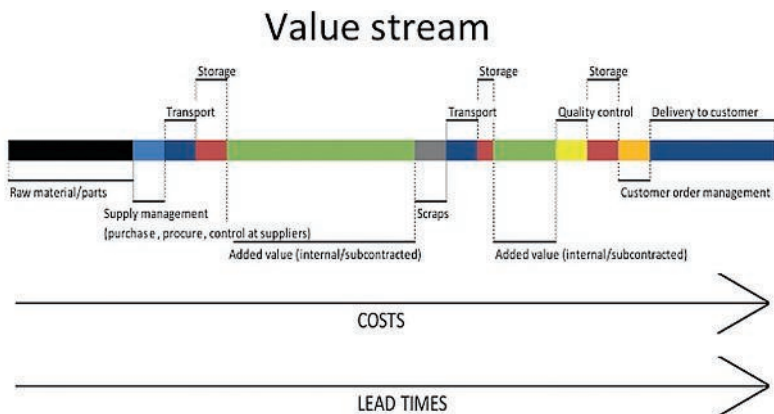 Value stream
Storage
Storage
Storage
Transport
Transport
Quality control
Delivery to customer
Raw material/parts
Customer order management
Supply management
(purchase, procure, control at suppliers)
Scraps
Added value (internal/subcontracted)
Added value (internal/subcontracted)
COSTS
LEAD TIMES